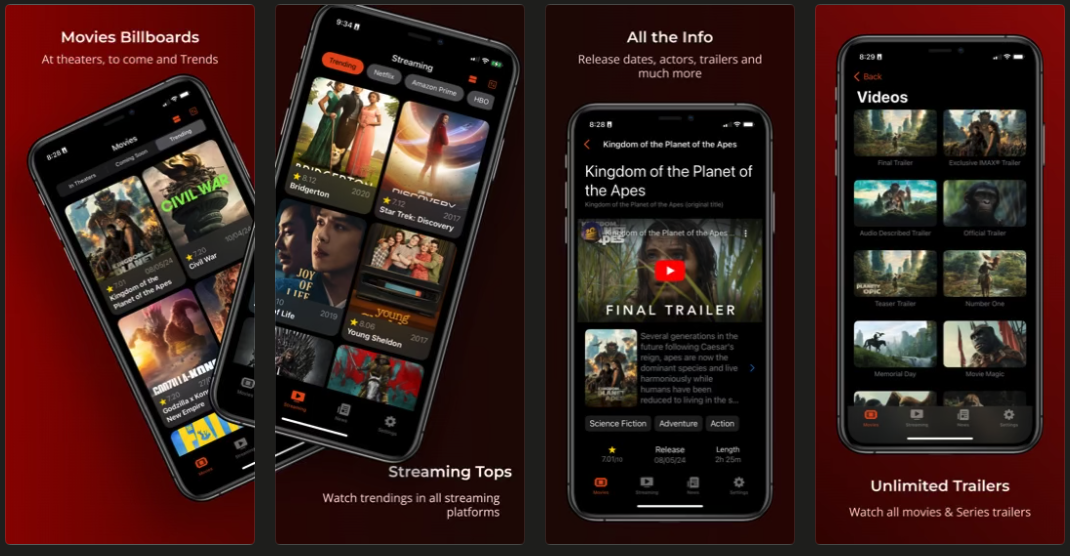 Movies Billboards
At theaters, to come and Trends
8:28
Movies
In Theaters
Coming Soon
Trending
KINGDOM
PLANET
7.01
08/05/24
Kingdom of the
Planet of the Apes
CIVIL WAR
7.20
10/04/24
Civil War
GODZILLA-KONG
Godzilla x Kong
New Empire
Movies
9:34
Streaming
Trending
Netflix
Amazon Prime
HBO
BRIDGERTON
8.12
2020
Bridgerton
DISCOVERY
7.12
2017
Star Trek: Discovery
JOY
OF
LIFE
2019
of Life
young
8.06
2017
Young Sheldon
Streaming
News
Settings
Streaming Tops
Watch trendings in all streaming
platforms
All the Info
Release dates, actors, trailers and
much more
8:28
Kingdom of the Planet of the Apes
Kingdom of the Planet of
the Apes
Kingdom of the Planet of the Apes (original title)
Kingdom of the Planet of the Apes ...
FINAL TRAILER
Several generations in the
future following Caesar's
reign, apes are now the
dominant species and live
harmoniously while
humans have been
reduced to living in the s...
Science Fiction
Adventure
Action
Release
Length
7.01/10
08/05/24
2h 25m
Movies
Streaming
News
Settings
8:29
Back
Videos
Final Trailer
Exclusive IMAX® Trailer
Audio Described Trailer
Official Trailer
Teaser Trailer
Number One
Memorial Day
Movie Magic
Movies
Streaming
News
Settings
Unlimited Trailers
Watch all movies & Series trailers